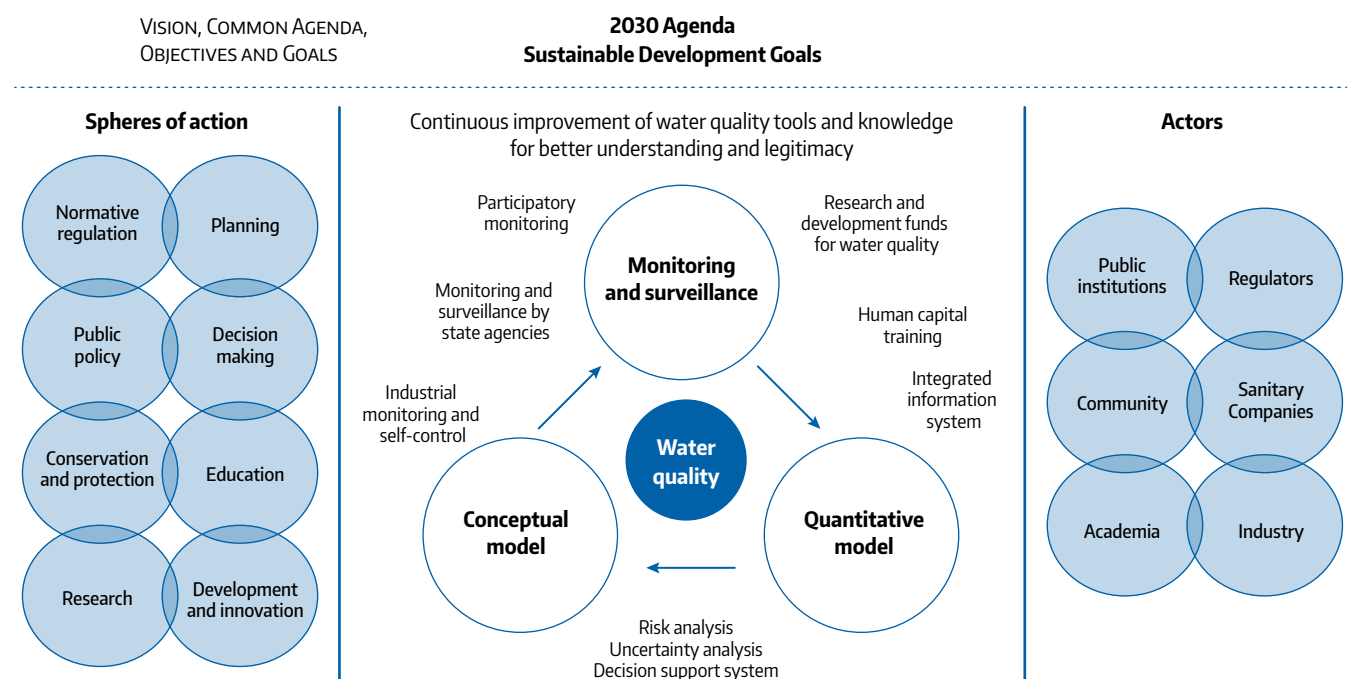 VISION, COMMON AGENDA,
OBJECTIVES AND GOALS
2030 Agenda
Sustainable Development Goals
Spheres of action
Normative
regulation
Planning
Public
policy
Decision
making
Conservation
and protection
Education
Research
Development
and innovation
Continuous improvement of water quality tools and knowledge
for better understanding and legitimacy
Participatory
monitoring
Research and
development funds
for water quality
Monitoring
and surveillance
Monitoring and
surveillance by
state agencies
Human capital
training
Industrial
monitoring and
self-control
Integrated
information
system
Water
quality
Conceptual
model
Quantitative
model
Risk analysis
Uncertainty analysis
Decision support system
Actors
Public
institutions
Regulators
Community
Sanitary
Companies
Academia
Industry